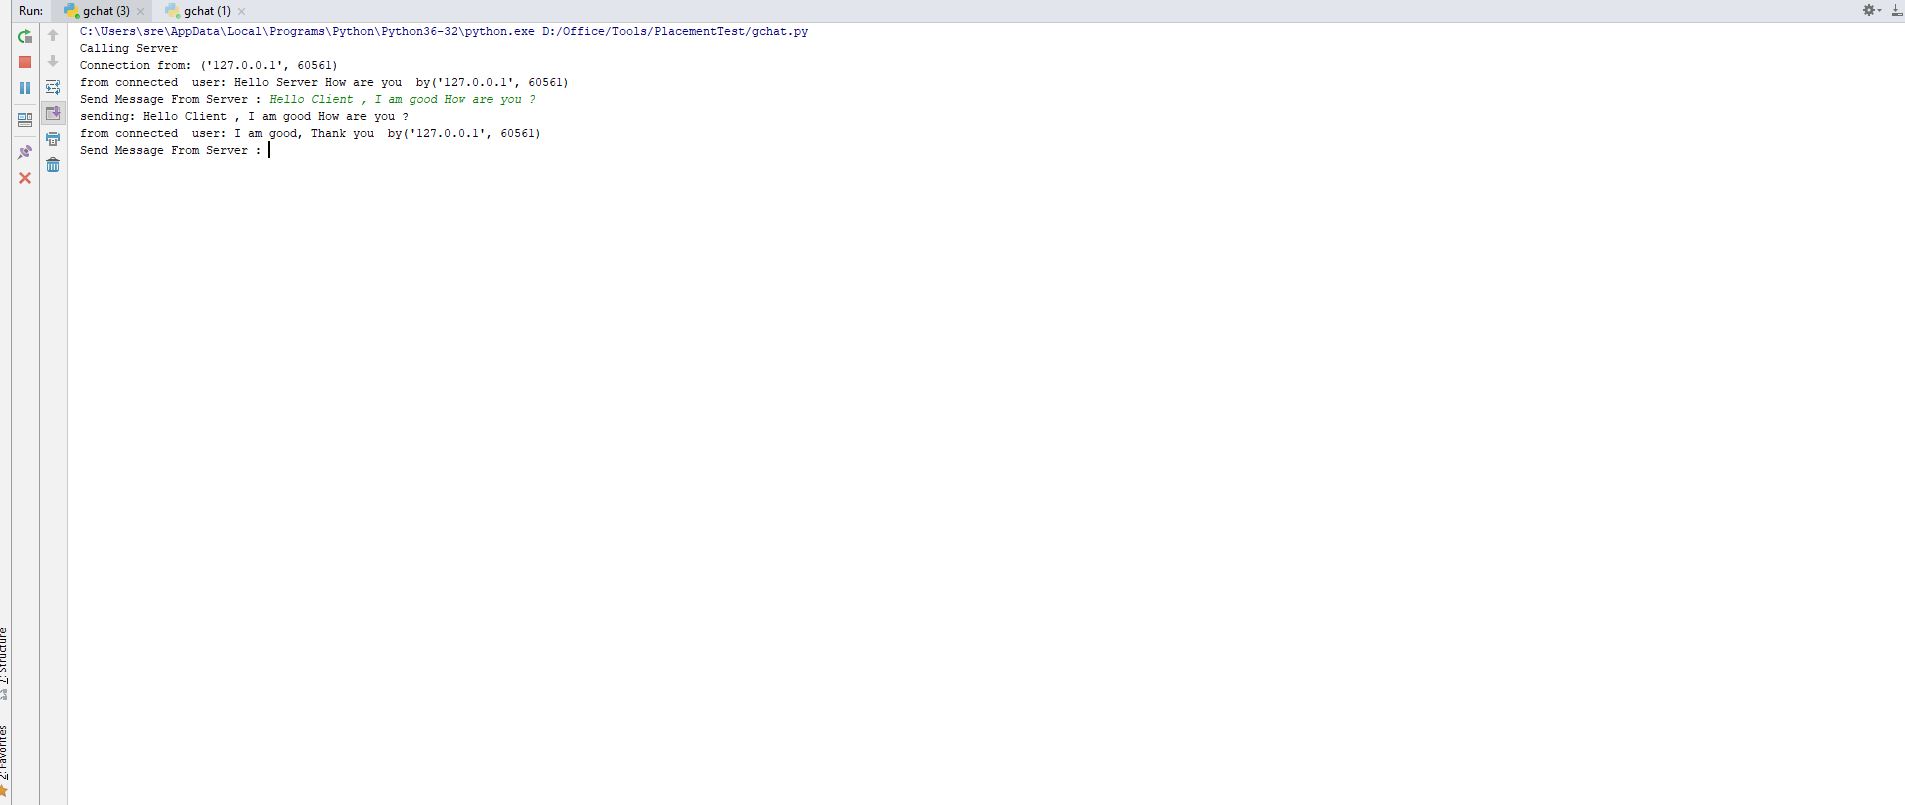 Run: gchat (3) gchat (1)
C:\Users\sre\AppData\Local\Programs\Python\Python36-32\python.exe D:/Office/Tools/PlacementTest/gchat.py
Calling Server
Connection from: ('127.0.0.1', 60561)
from connected  user: Hello Server How are you  by('127.0.0.1', 60561)
Send Message From Server : Hello Client , I am good How are you ?
sending: Hello Client , I am good How are you ?
from connected  user: I am good, Thank you  by('127.0.0.1', 60561)
Send Message From Server :
7: Structure
2: Favorites